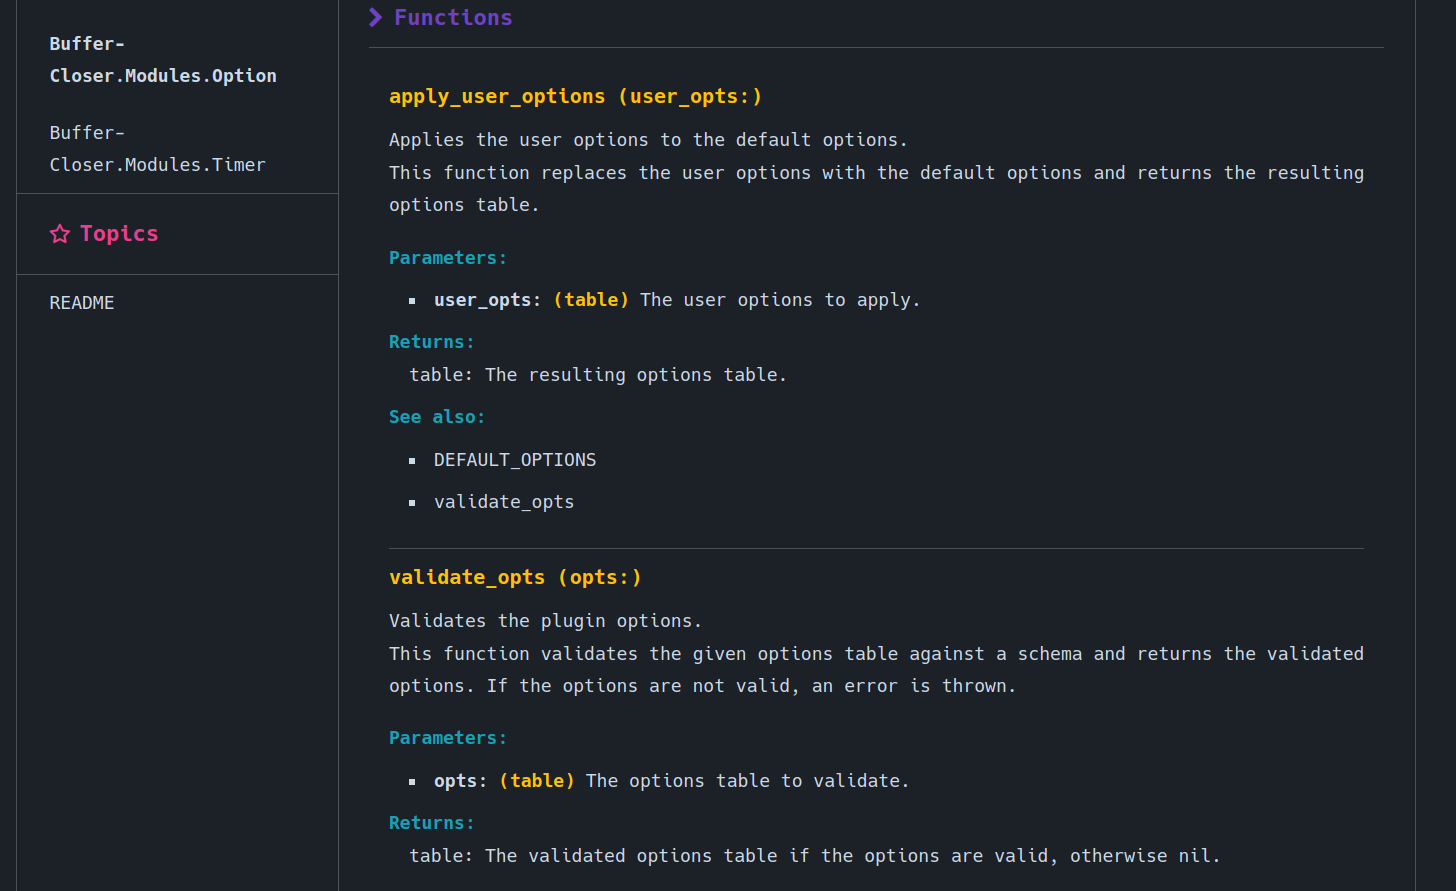 Buffer-
Closer.Modules.Option
Buffer-
Closer.Modules.Timer
Topics
README
Functions
apply_user_options (user_opts:)
Applies the user options to the default options.
This function replaces the user options with the default options and returns the resulting
options table.
Parameters:
user_opts: (table) The user options to apply.
Returns:
table: The resulting options table.
See also:
DEFAULT_OPTIONS
validate_opts
validate_opts (opts:)
Validates the plugin options.
This function validates the given options table against a schema and returns the validated
options. If the options are not valid, an error is thrown.
Parameters:
opts: (table) The options table to validate.
Returns:
table: The validated options table if the options are valid, otherwise nil.